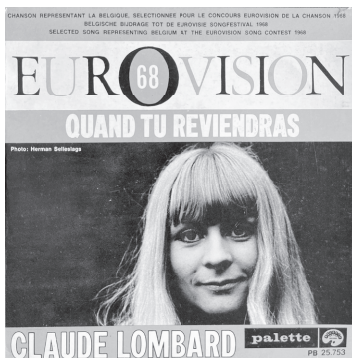 CHANSON REPRESENTANT LA BELGIQUE, SELECTIONNEE POUR LE CONCOURS EUROVISION DE LA CHANSON 1968
BELGISCHE BIJDRAGE TOT DE EUROVISIE SONGFESTIVAL 1968
SELECTED SONG REPRESENTING BELGIUM AT THE EUROVISION SONG CONTEST 1968
EUROVISION
68
QUAND TU REVIENDRAS
Photo: Herman Selleslags
CLAUDE LOMBARD
palette
PB 25.753